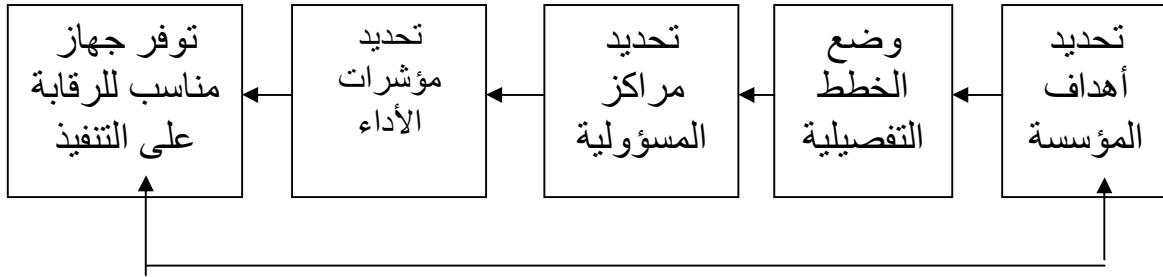 تحديد
أهداف
المؤسسة
وضع
الخطط
التفصيلية
تحديد
مراكز
المسؤولية
تحديد
مؤشرات
الأداء
توفر جهاز
مناسب للرقابة
على التنفيذ